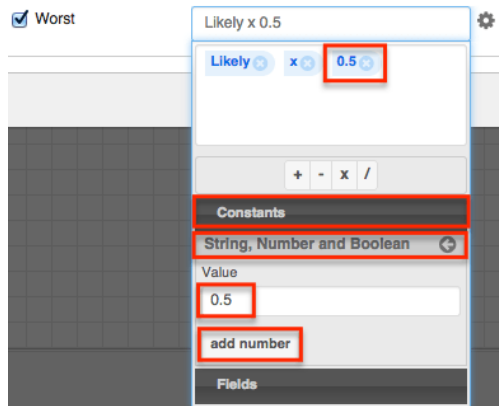 Worst
Likely x 0.5
Likely x 0.5
+ - x /
Constants
String, Number and Boolean
Value
0.5
add number
Fields